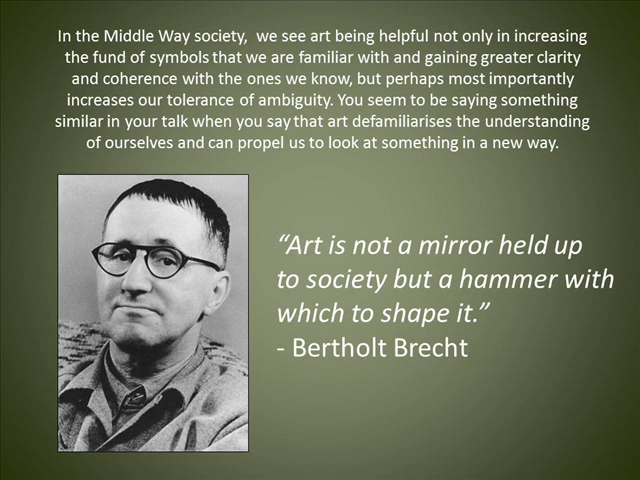 In the Middle Way society,  we see art being helpful not only in increasing
the fund of symbols that we are familiar with and gaining greater clarity
and coherence with the ones we know, but perhaps most importantly
increases our tolerance of ambiguity. You seem to be saying something
similar in your talk when you say that art defamiliarises the understanding
of ourselves and can propel us to look at something in a new way.
“Art is not a mirror held up
to society but a hammer with
which to shape it.”
- Bertholt Brecht